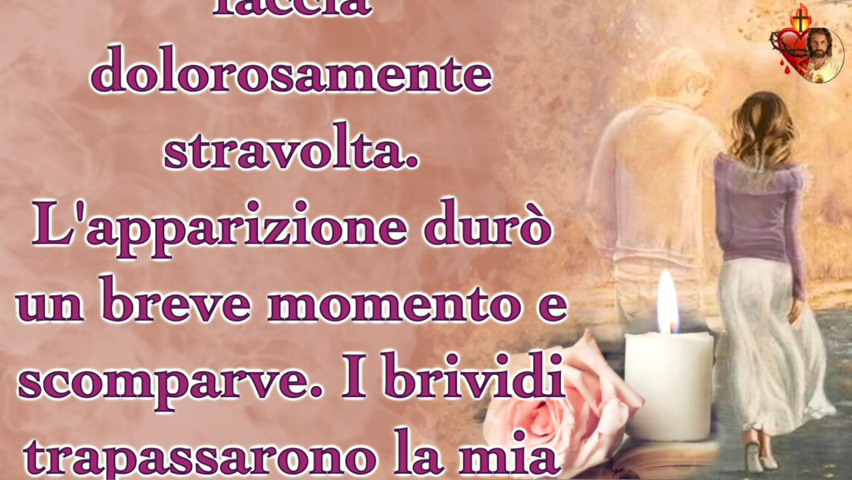 faccia
dolorosamente
stravolta.
L'apparizione durò
un breve momento e
scomparve. I brividi
trapassarono la mia